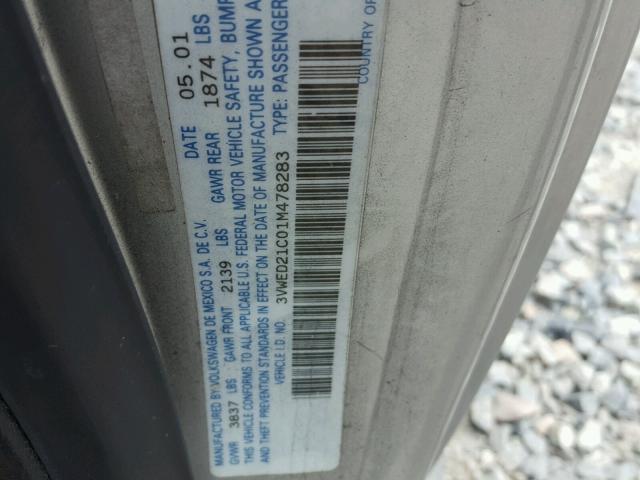 MANUFACTURED BY VOLKSWAGEN DE MEXICO S.A. DE C.V. DATE 05.01
GVWR 3837 LBS GAWR FRONT 2139 LBS GAWR REAR 1874 LBS
THIS VEHICLE CONFORMS TO ALL APPLICABLE U.S. FEDERAL MOTOR VEHICLE SAFETY, BUMP
AND THEFT PREVENTION STANDARDS IN EFFECT ON THE DATE OF MANUFACTURE SHOWN A
VEHICLE I.D. NO. 3VWED21C01M478283 TYPE: PASSENGER
COUNTRY OF